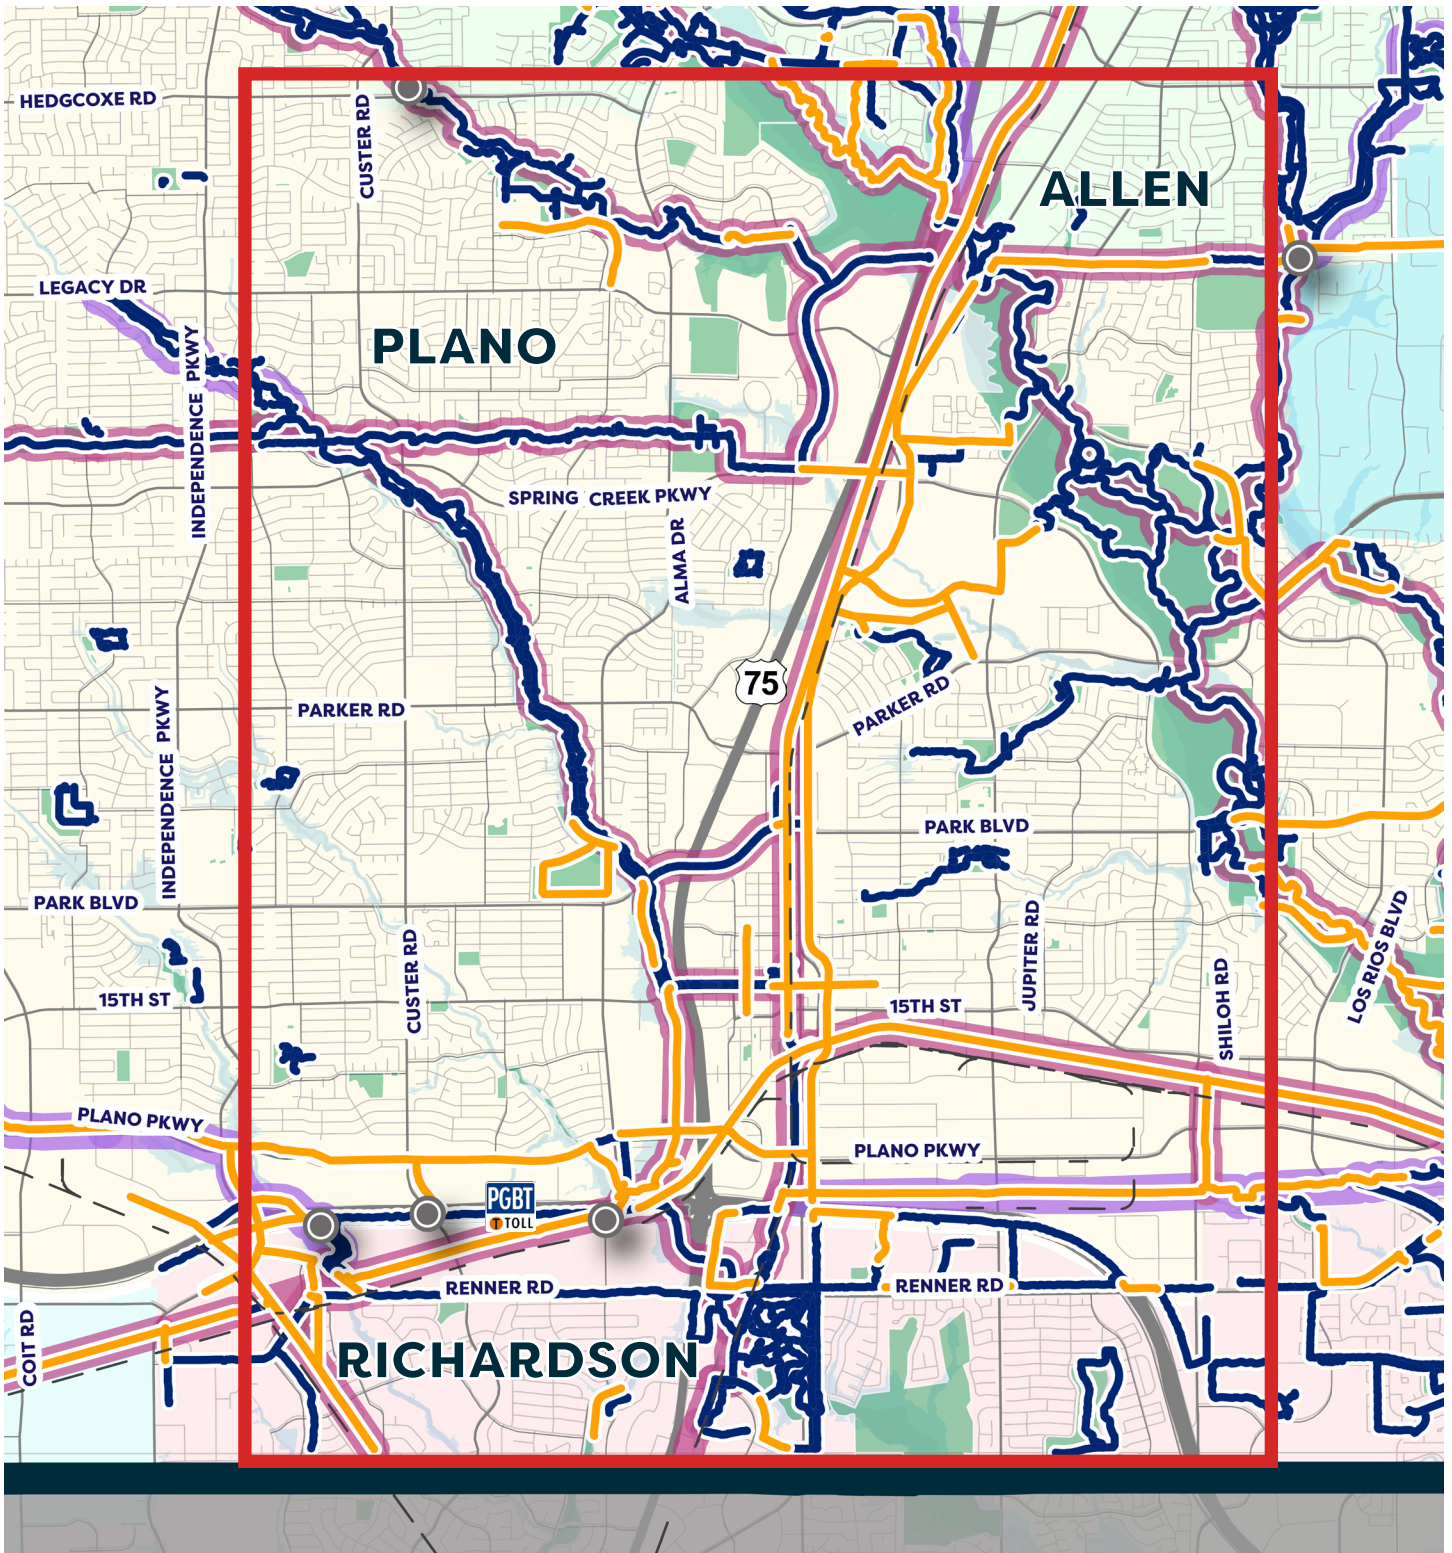 HEDGCOXE RD
CUSTER RD
ALLEN
LEGACY DR
INDEPENDENCE PKWY
PLANO
SPRING CREEK PKWY
ALMA DR
75
PARKER RD
PARKER RD
INDEPENDENCE PKWY
PARK BLVD
PARK BLVD
CUSTER RD
JUPITER RD
LOS RIOS BLVD
SHILOH RD
15TH ST
15TH ST
PLANO PKWY
PLANO PKWY
PGBT
T TOLL
RENNER RD
RENNER RD
COIT RD
RICHARDSON